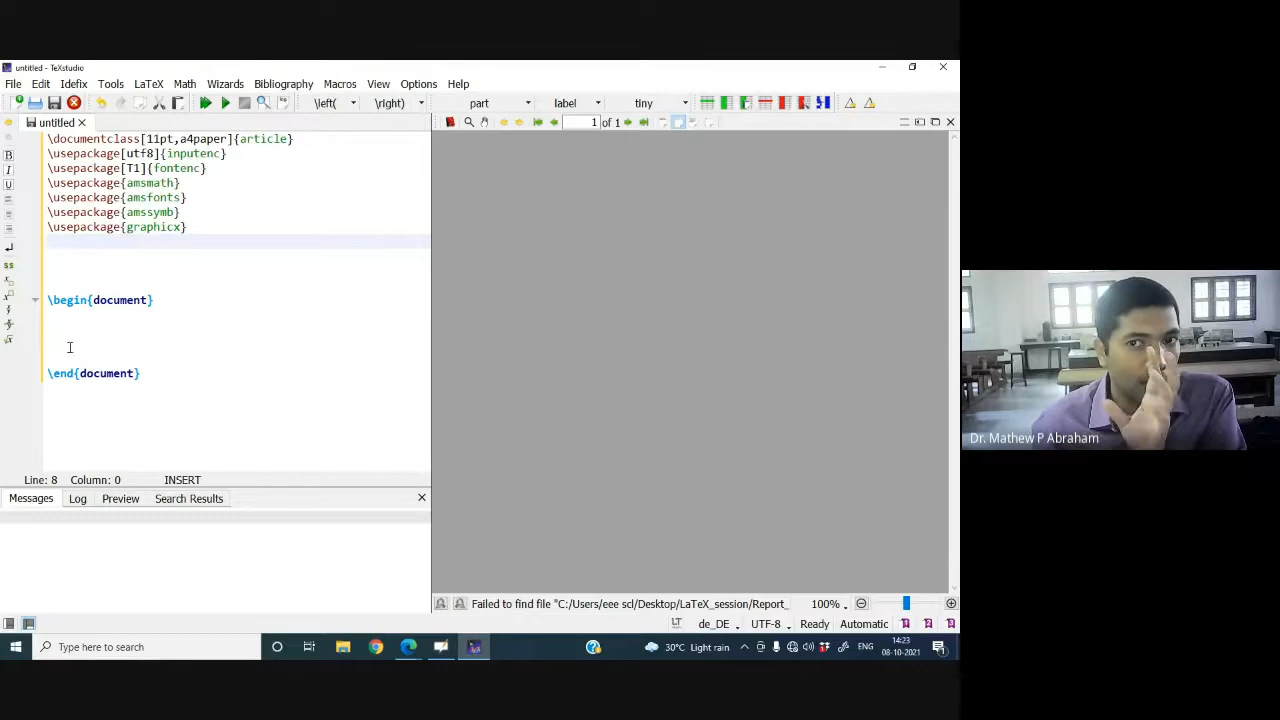 untitled - TeXstudio
File Edit Idefix Tools LaTeX Math Wizards Bibliography Macros View Options Help
\left( \right) part label tiny
untitled
1 of 1
\documentclass[11pt,a4paper]{article}
\usepackage[utf8]{inputenc}
\usepackage[T1]{fontenc}
\usepackage{amsmath}
\usepackage{amsfonts}
\usepackage{amssymb}
\usepackage{graphicx}
\begin{document}
\end{document}
Line: 8 Column: 0 INSERT
Messages Log Preview Search Results
Failed to find file "C:/Users/eee scl/Desktop/LaTeX_session/Report_
100%
LT de_DE UTF-8 Ready Automatic
Dr. Mathew P Abraham
Type here to search
30°C Light rain
ENG
14:23
08-10-2021